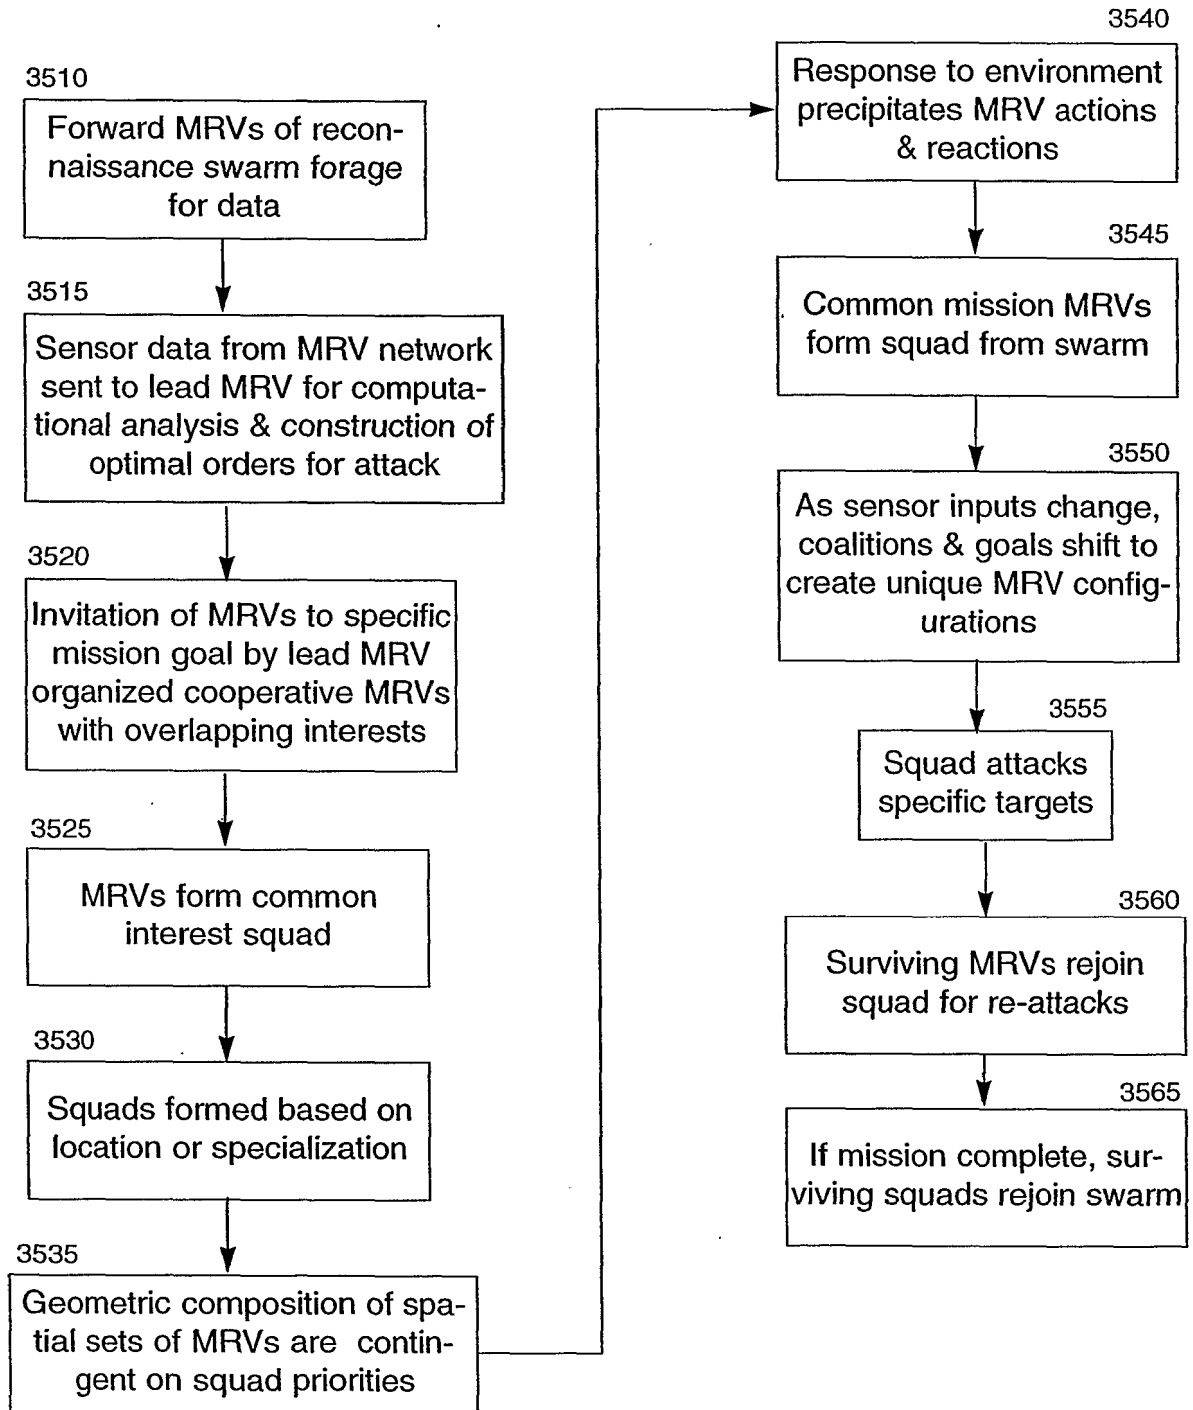 3510
Forward MRVs of recon-
naissance swarm forage
for data
3515
Sensor data from MRV network
sent to lead MRV for computa-
tional analysis & construction of
optimal orders for attack
3520
Invitation of MRVs to specific
mission goal by lead MRV
organized cooperative MRVs
with overlapping interests
3525
MRVs form common
interest squad
3530
Squads formed based on
location or specialization
3535
Geometric composition of spa-
tial sets of MRVs are contin-
gent on squad priorities
3540
Response to environment
precipitates MRV actions
& reactions
3545
Common mission MRVs
form squad from swarm
3550
As sensor inputs change,
coalitions & goals shift to
create unique MRV config-
urations
3555
Squad attacks
specific targets
3560
Surviving MRVs rejoin
squad for re-attacks
3565
If mission complete, sur-
viving squads rejoin swarm